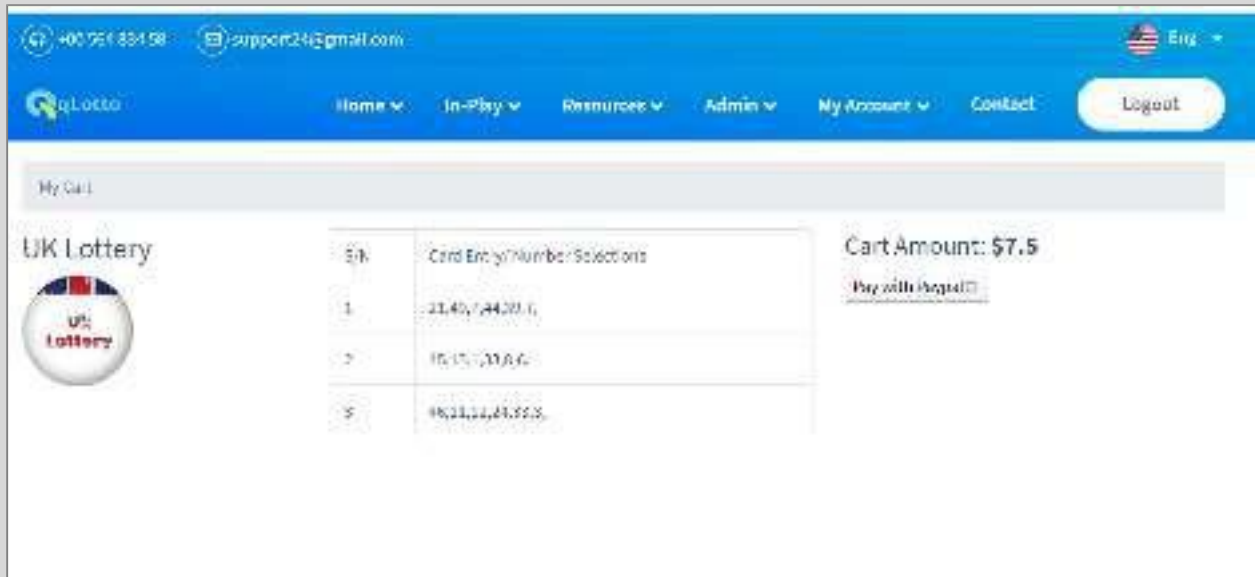 support24@gmail.com
Eng
qLotto
Home
In-Play
Resources
Admin
My Account
Contact
Logout
My Cart
UK Lottery
UK
Lottery
S/N
Card Entry/Number Selections
1
2
3
Cart Amount: $7.5
Pay with Paypal